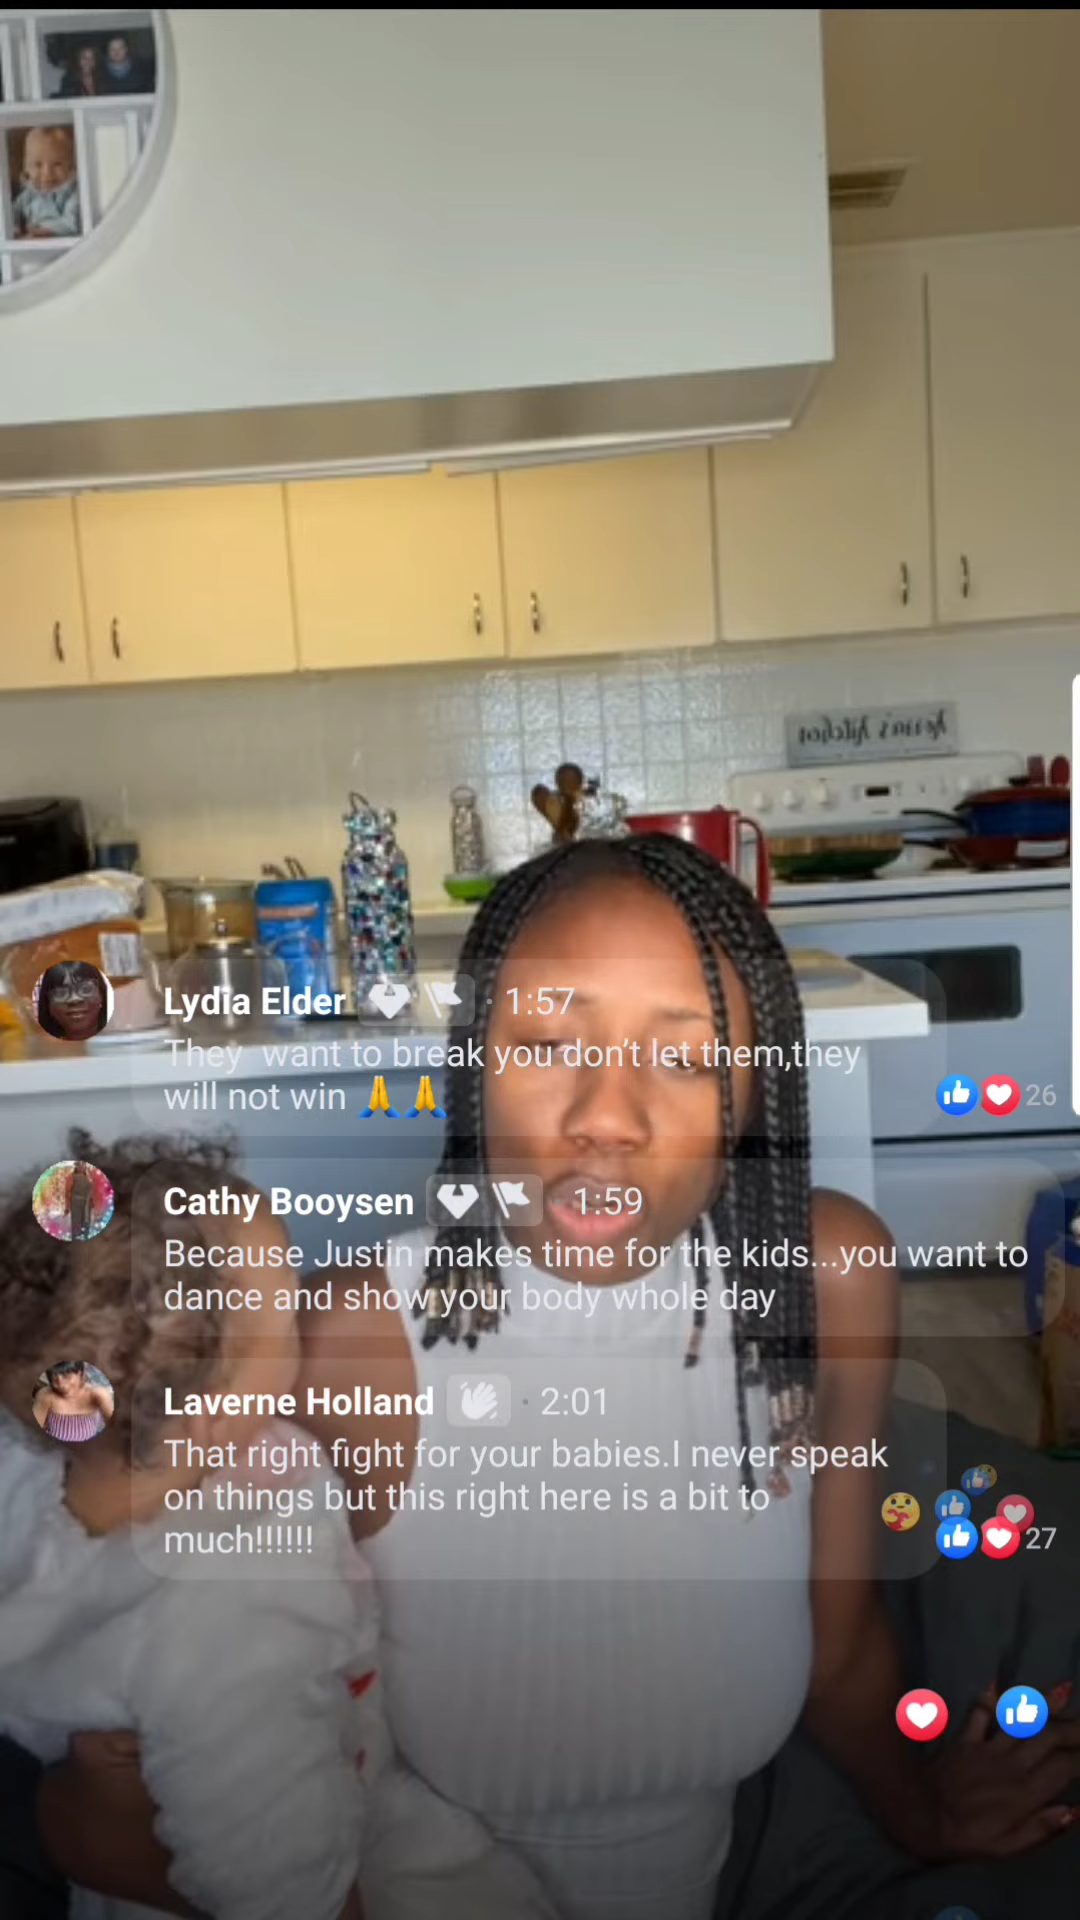 Keren's kitchen
Lydia Elder · 1:57
They want to break you don't let them,they
will not win 🙏🙏
26
Cathy Booysen · 1:59
Because Justin makes time for the kids...you want to
dance and show your body whole day
Laverne Holland · 2:01
That right fight for your babies.I never speak
on things but this right here is a bit to
much!!!!!!
27